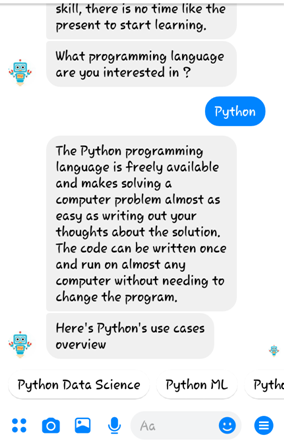 skill, there is no time like the
present to start learning.
What programming language
are you interested in ?
Python
The Python programming
language is freely available
and makes solving a
computer problem almost as
easy as writing out your
thoughts about the solution.
The code can be written once
and run on almost any
computer without needing to
change the program.
Here's Python's use cases
overview
Python Data Science
Python ML
Pytho
Aa